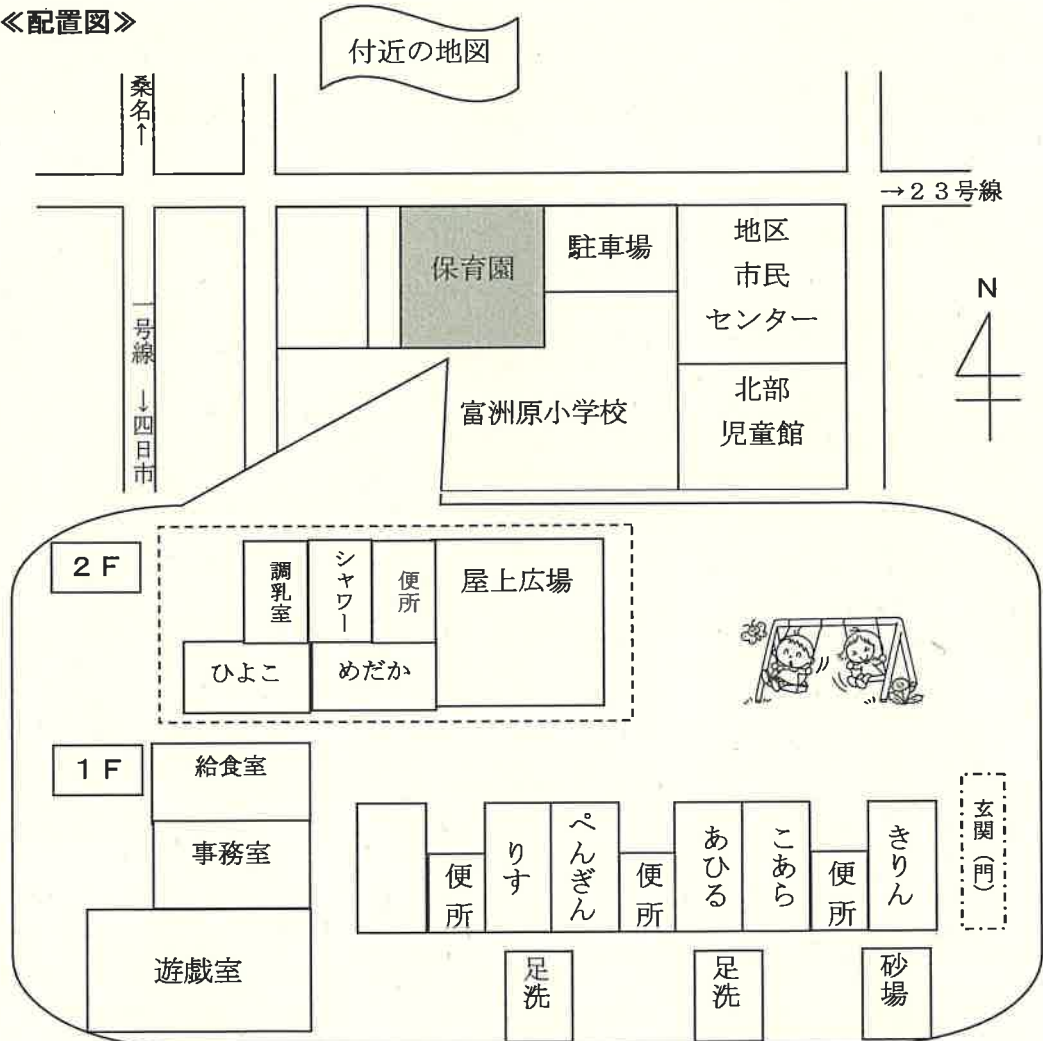 ≪配置図≫
付近の地図
桑名↑
→23号線
保育園
駐車場
地区
市民
センター
N
一号線 ↓四日市
富洲原小学校
北部
児童館
2F
調乳室
シャワー
便所
屋上広場
ひよこ
めだか
1F
給食室
事務室
遊戯室
便所
りす
ぺんぎん
便所
あひる
こあら
便所
きりん
玄関(門)
足洗
足洗
砂場